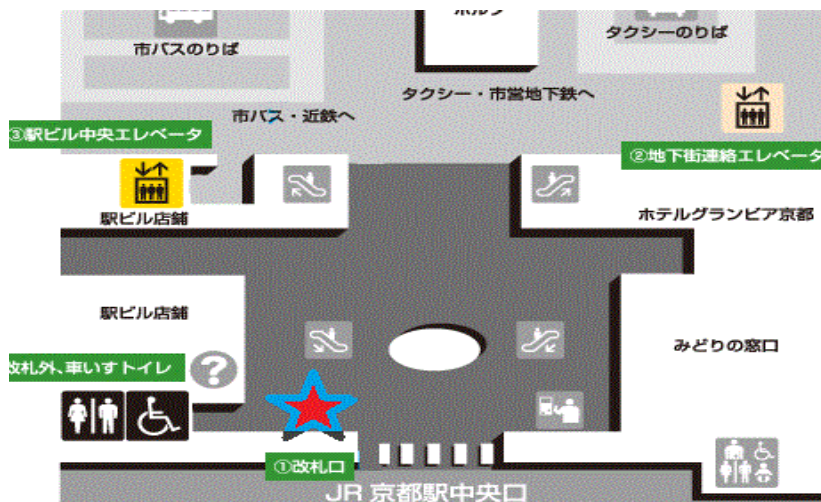 ポルタ
市バスのりば
タクシーのりば
タクシー・市営地下鉄へ
市バス・近鉄へ
③駅ビル中央エレベータ
②地下街連絡エレベータ
駅ビル店舗
ホテルグランビア京都
駅ビル店舗
みどりの窓口
改札外、車いすトイレ
?
①改札口
JR 京都駅中央口